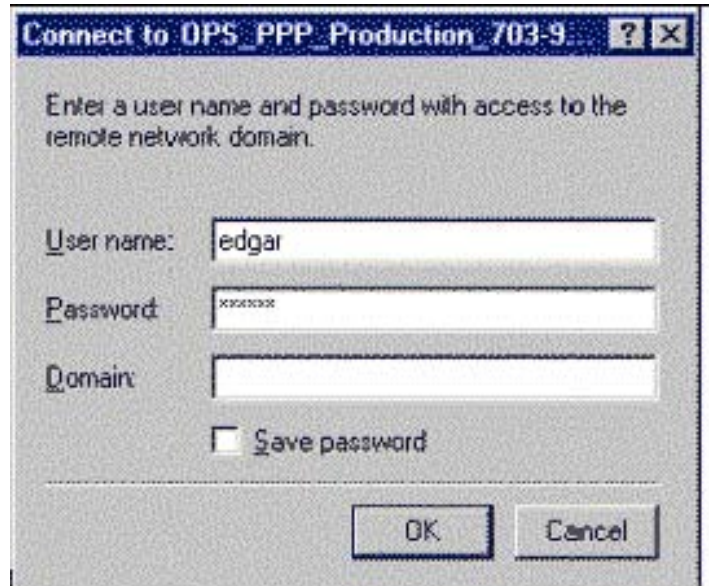 Connect to OPS_PPP_Production_703-9... ? X
Enter a user name and password with access to the
remote network domain.
User name: edgar
Password: xxxxxx
Domain:
Save password
OK Cancel